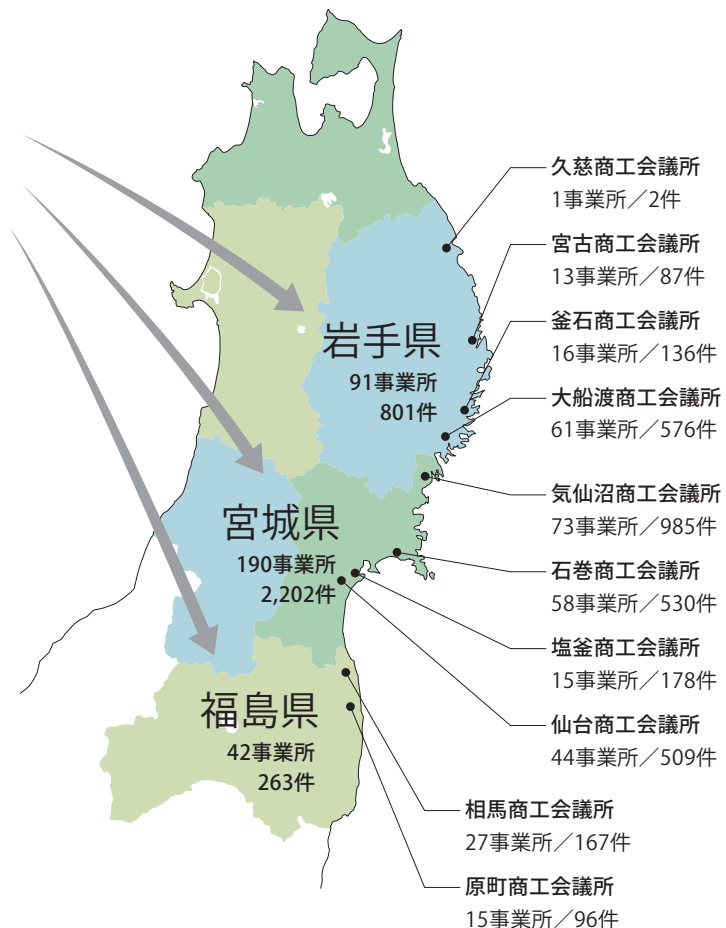 久慈商工会議所
1事業所／2件
宮古商工会議所
13事業所／87件
釜石商工会議所
16事業所／136件
大船渡商工会議所
61事業所／576件
気仙沼商工会議所
73事業所／985件
石巻商工会議所
58事業所／530件
塩釜商工会議所
15事業所／178件
仙台商工会議所
44事業所／509件
相馬商工会議所
27事業所／167件
原町商工会議所
15事業所／96件
岩手県
91事業所
801件
宮城県
190事業所
2,202件
福島県
42事業所
263件